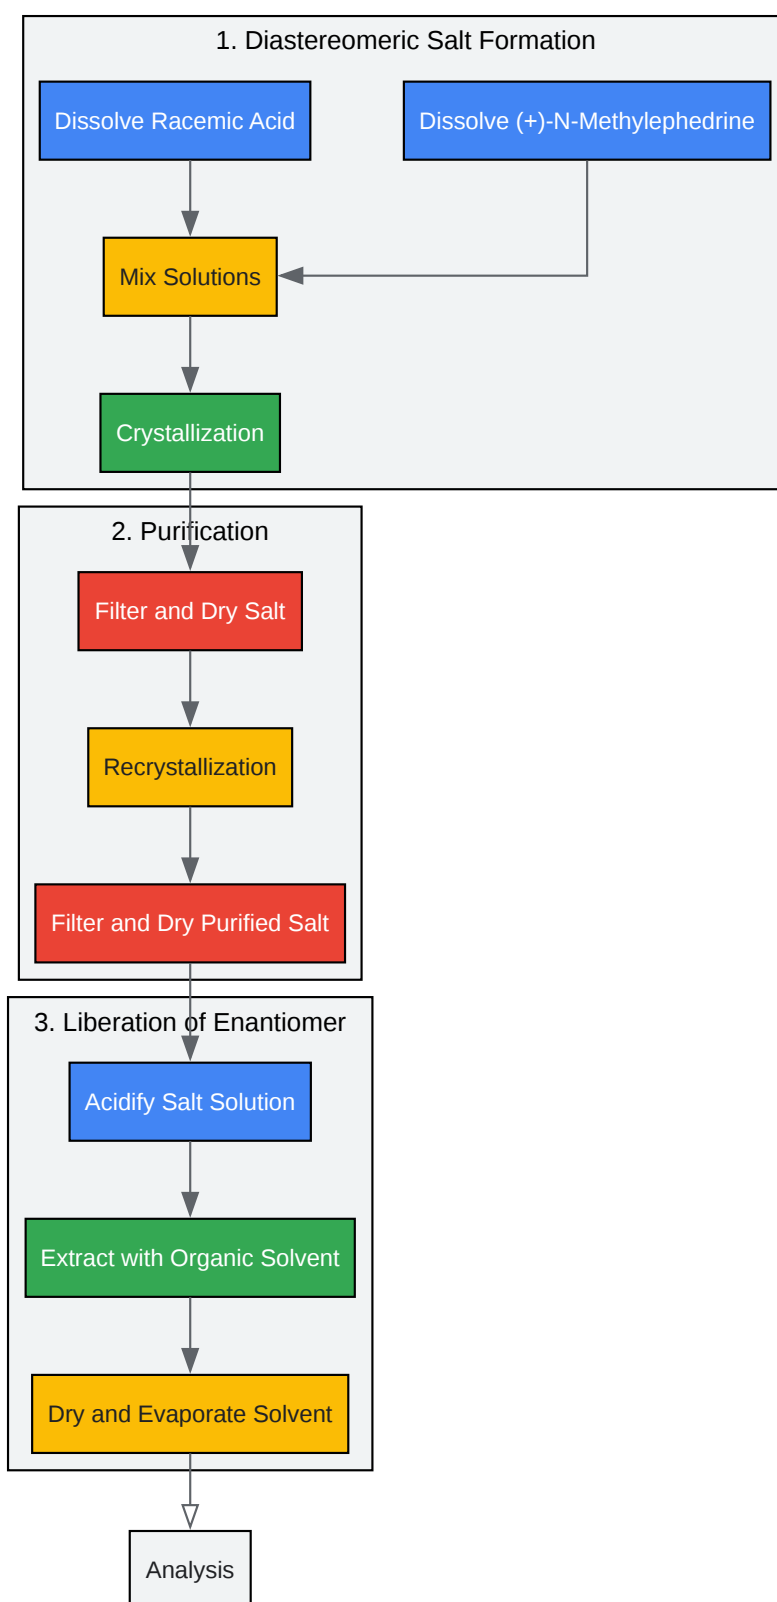 1. Diastereomeric Salt Formation
Dissolve Racemic Acid
Dissolve (+)-N-Methylephedrine
Mix Solutions
Crystallization
2. Purification
Filter and Dry Salt
Recrystallization
Filter and Dry Purified Salt
3. Liberation of Enantiomer
Acidify Salt Solution
Extract with Organic Solvent
Dry and Evaporate Solvent
Analysis